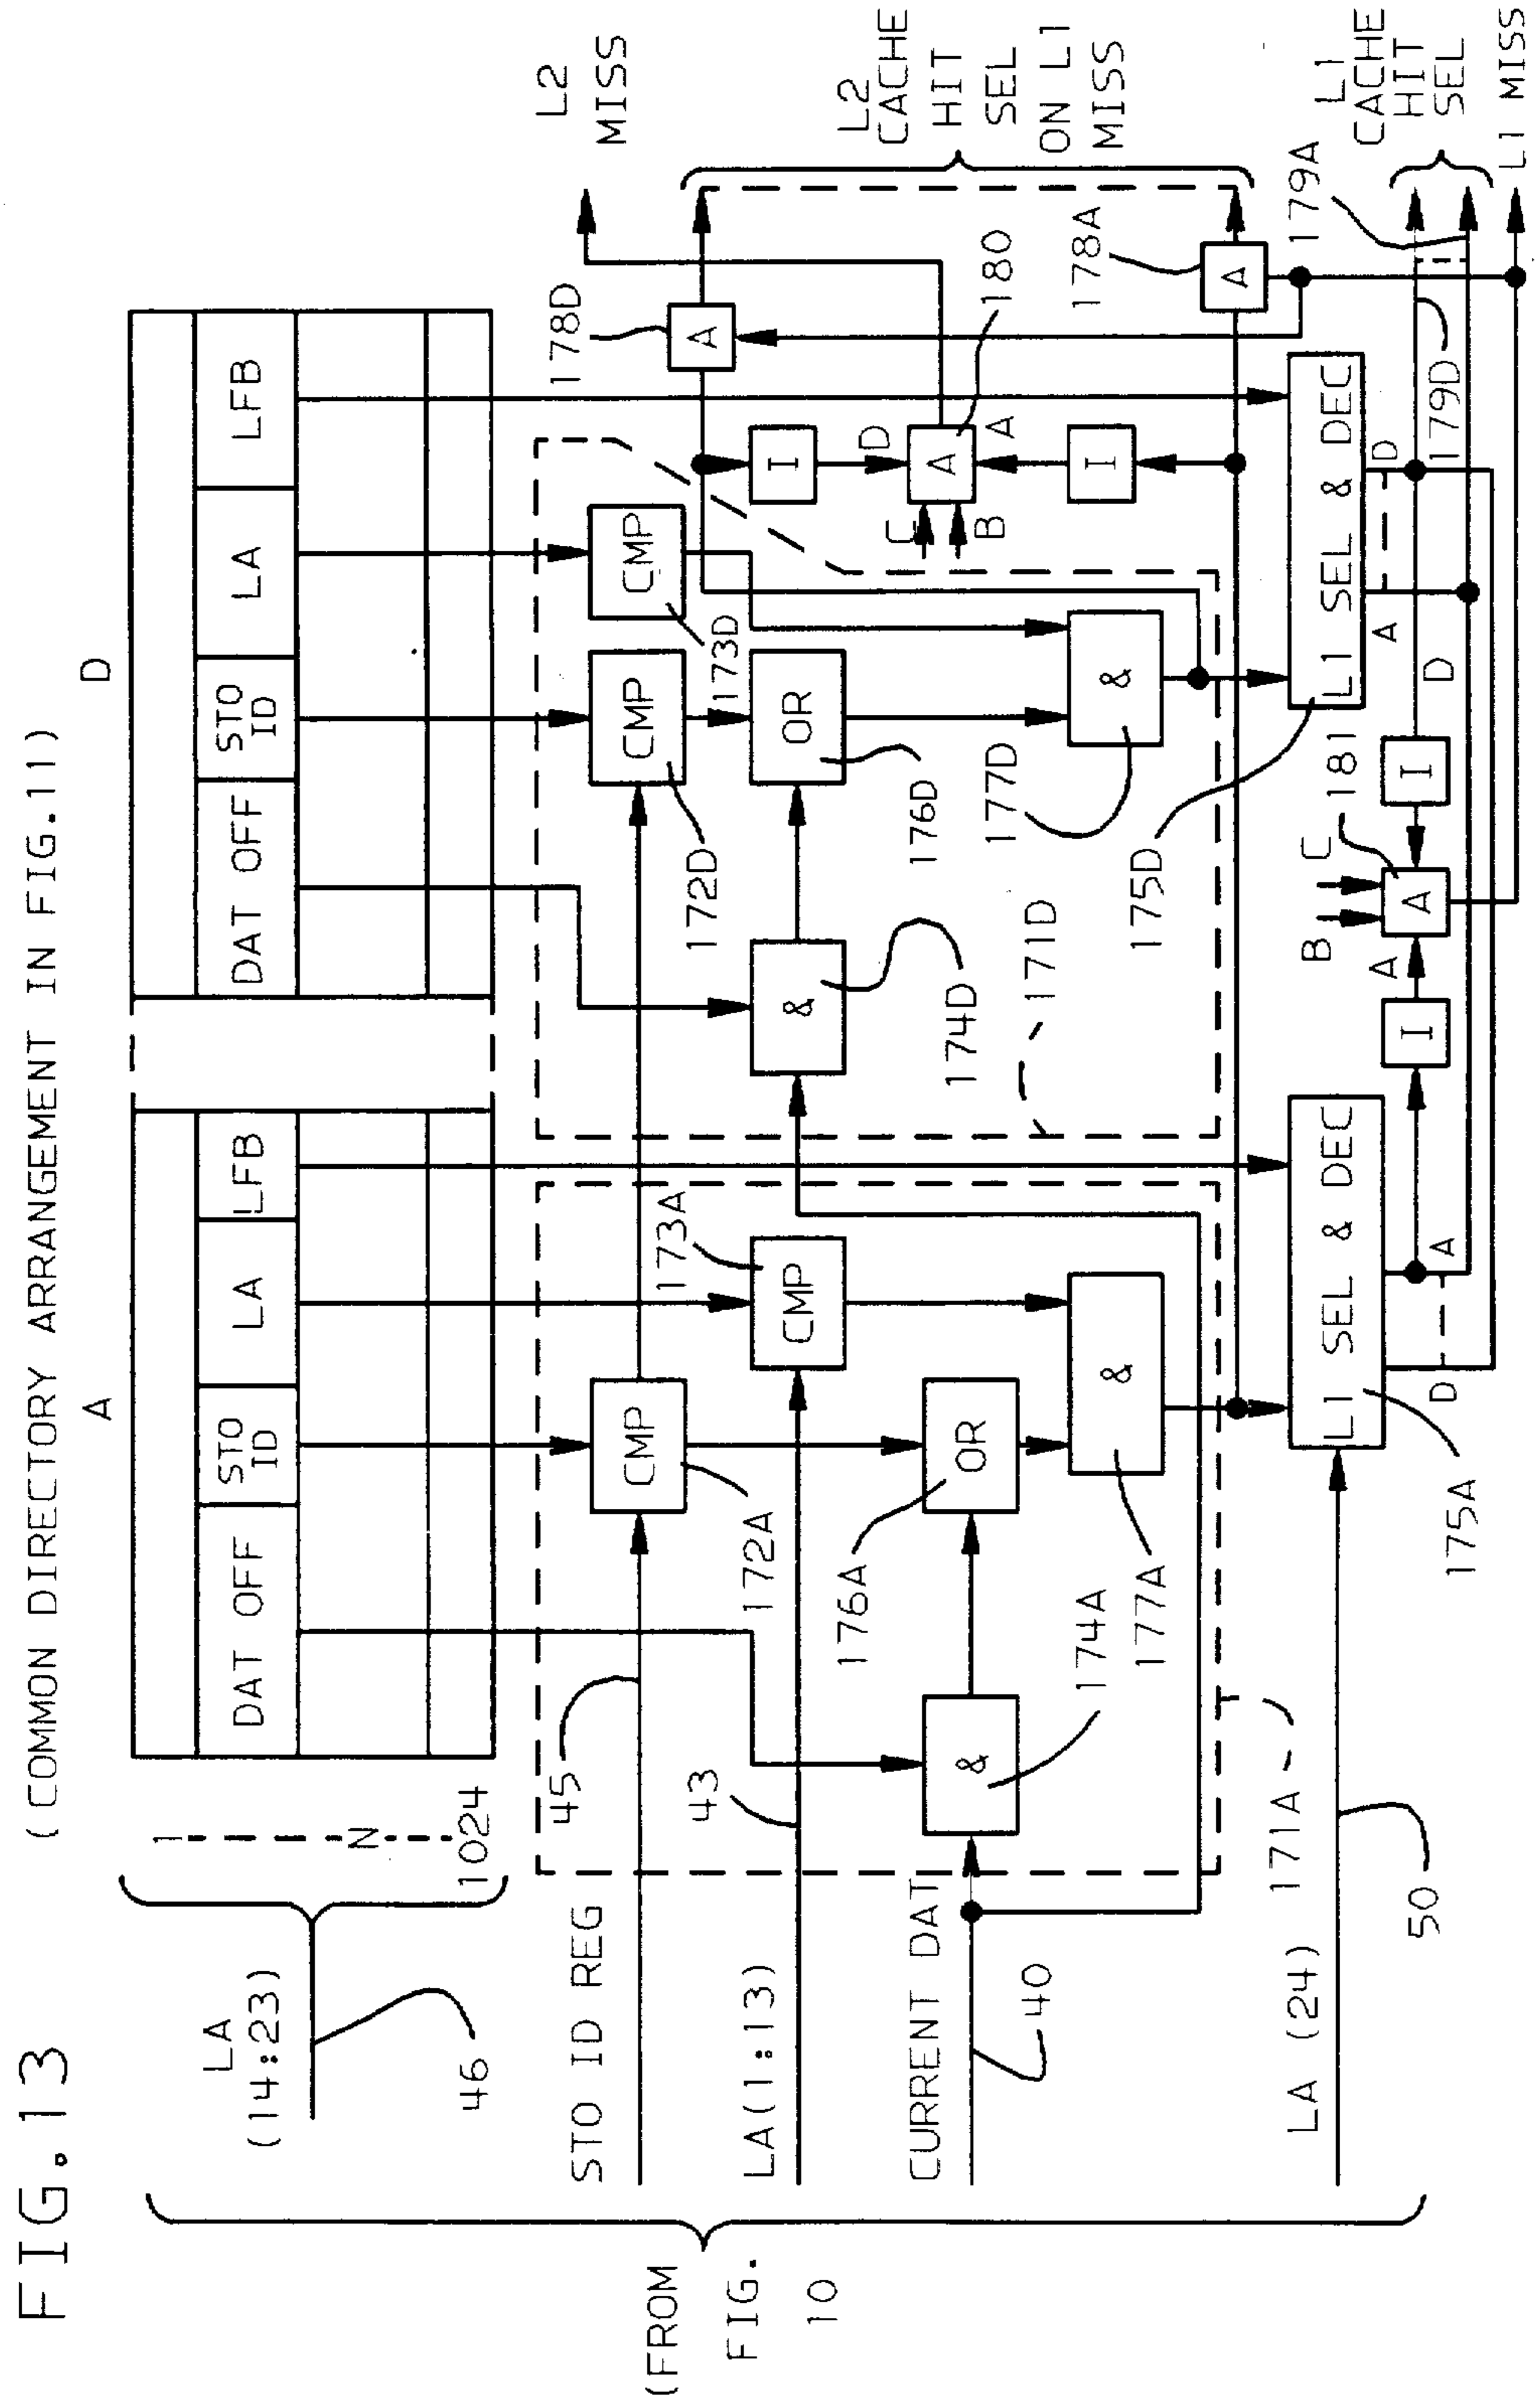 FIG.13
(COMMON DIRECTORY ARRANGEMENT IN FIG.11)
A
D
LA
(14:23)
46
1
N
1024
DAT OFF
STO
ID
LA
LFB
DAT OFF
STO
ID
LA
LFB
(FROM
FIG.
10
STO ID REG
45
LA(1:13)
43
CURRENT DAT
40
LA (24)
50
CMP
172A
CMP
173A
OR
176A
&
174A
&
177A
171A
L1 SEL & DEC
175A
D
A
CMP
172D
CMP
173D
OR
176D
&
174D
&
177D
171D
L1 SEL & DEC
175D
A
D
I
D
C
B
A
A
I
180
A
178D
A
178A
I
A
B
C
181
A
I
D
179D
179A
L2
MISS
L2
CACHE
HIT
SEL
ON L1
MISS
L1
CACHE
HIT
SEL
L1 MISS